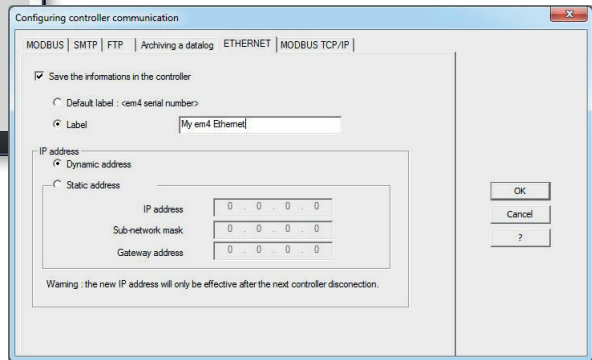 Configuring controller communication
MODBUS | SMTP | FTP | Archiving a datalog | ETHERNET | MODBUS TCP/IP |
Save the informations in the controller
Default label : <em4 serial number>
Label My em4 Ethernet
IP address
Dynamic address
Static address
IP address 0 . 0 . 0 . 0
Sub-network mask 0 . 0 . 0 . 0
Gateway address 0 . 0 . 0 . 0
Warning : the new IP address will only be effective after the next controller disconection.
OK
Cancel
?